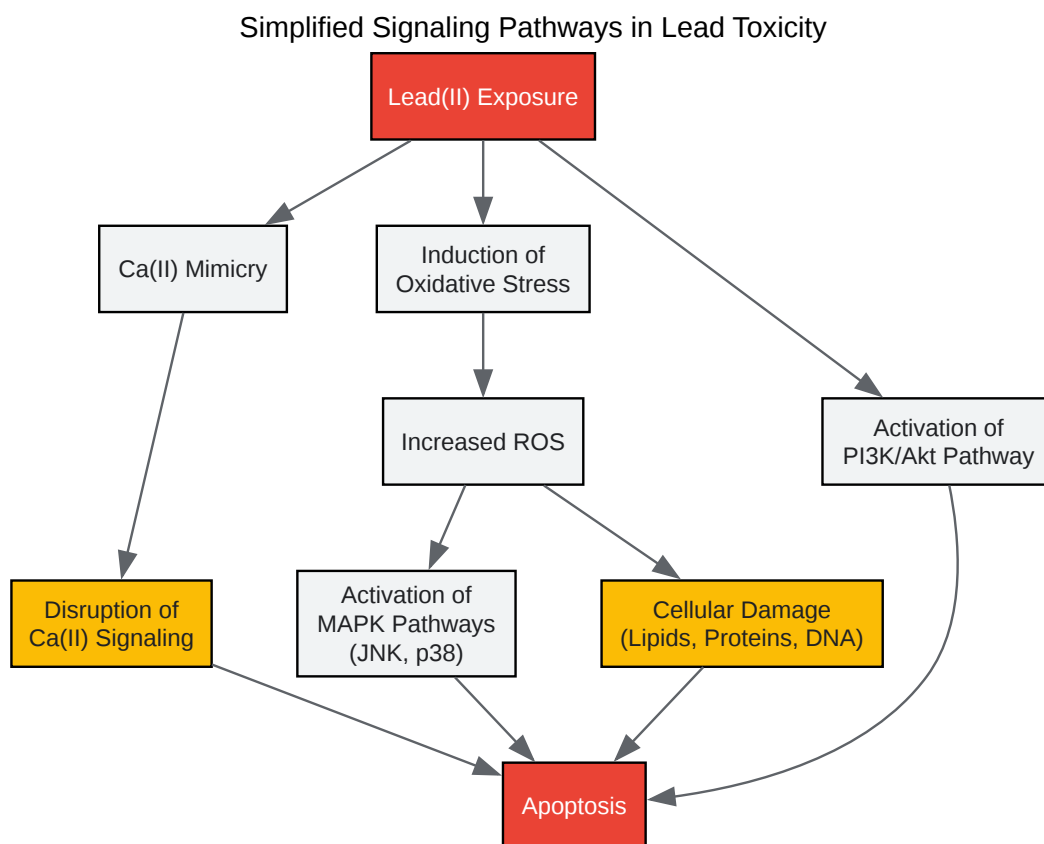 Simplified Signaling Pathways in Lead Toxicity
Lead(II) Exposure
Ca(II) Mimicry
Induction of
Oxidative Stress
Increased ROS
Activation of
PI3K/Akt Pathway
Disruption of
Ca(II) Signaling
Activation of
MAPK Pathways
(JNK, p38)
Cellular Damage
(Lipids, Proteins, DNA)
Apoptosis